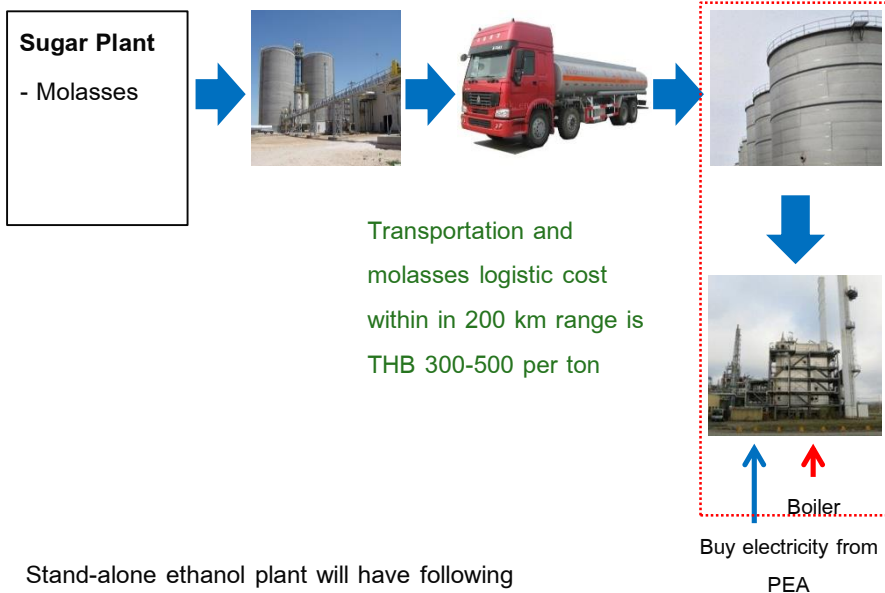 Sugar Plant
- Molasses
Transportation and
molasses logistic cost
within in 200 km range is
THB 300-500 per ton
Boiler
Buy electricity from
PEA
Stand-alone ethanol plant will have following